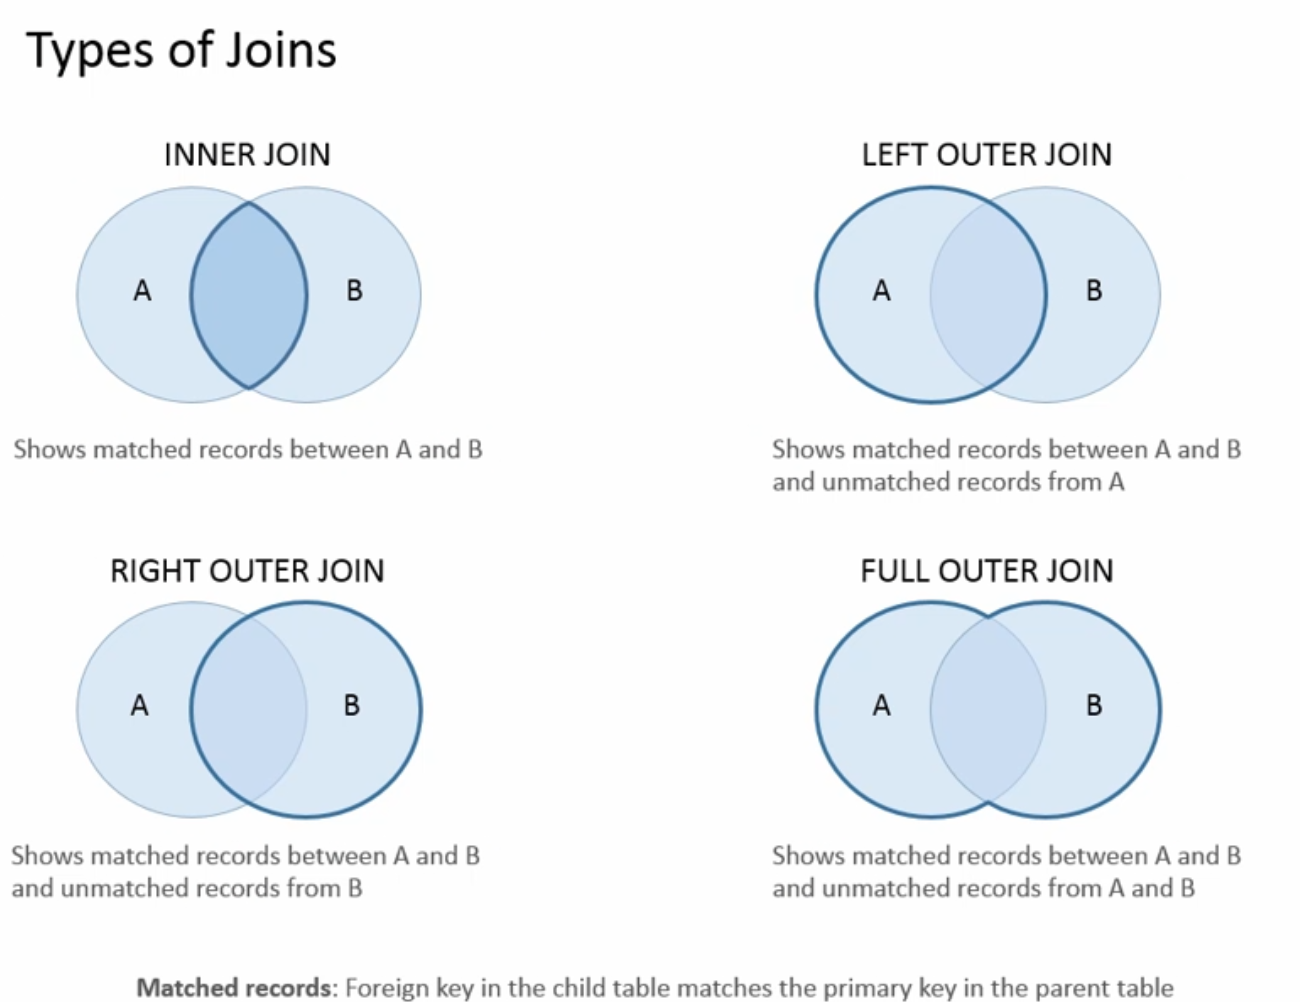 Types of Joins
INNER JOIN
A
B
Shows matched records between A and B
LEFT OUTER JOIN
A
B
Shows matched records between A and B
and unmatched records from A
RIGHT OUTER JOIN
A
B
Shows matched records between A and B
and unmatched records from B
FULL OUTER JOIN
A
B
Shows matched records between A and B
and unmatched records from A and B
Matched records: Foreign key in the child table matches the primary key in the parent table